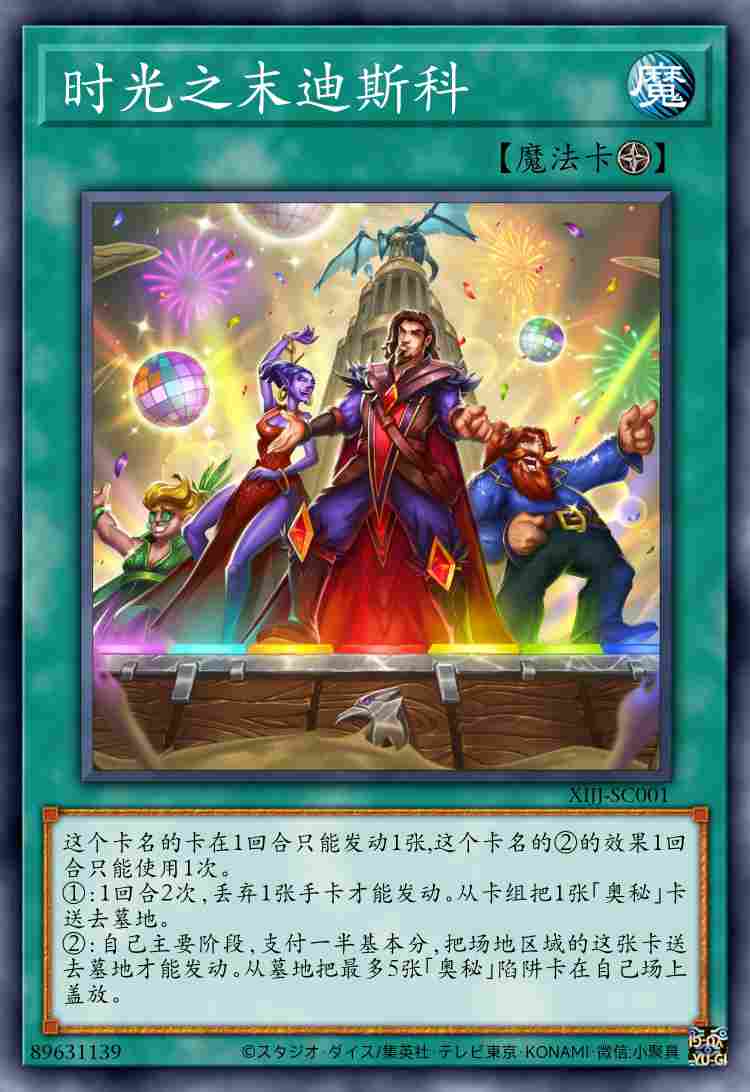 时光之末迪斯科
魔
【魔法卡】
XIJJ-SC001
这个卡名的卡在1回合只能发动1张,这个卡名的②的效果1回
合只能使用1次。
①:1回合2次,丢弃1张手卡才能发动。从卡组把1张「奥秘」卡
送去墓地。
②:自己主要阶段,支付一半基本分,把场地区域的这张卡送
去墓地才能发动。从墓地把最多5张「奥秘」陷阱卡在自己场上
盖放。
89631139
©スタジオ·ダイス/集英社·テレビ東京·KONAMI·微信:小聚真